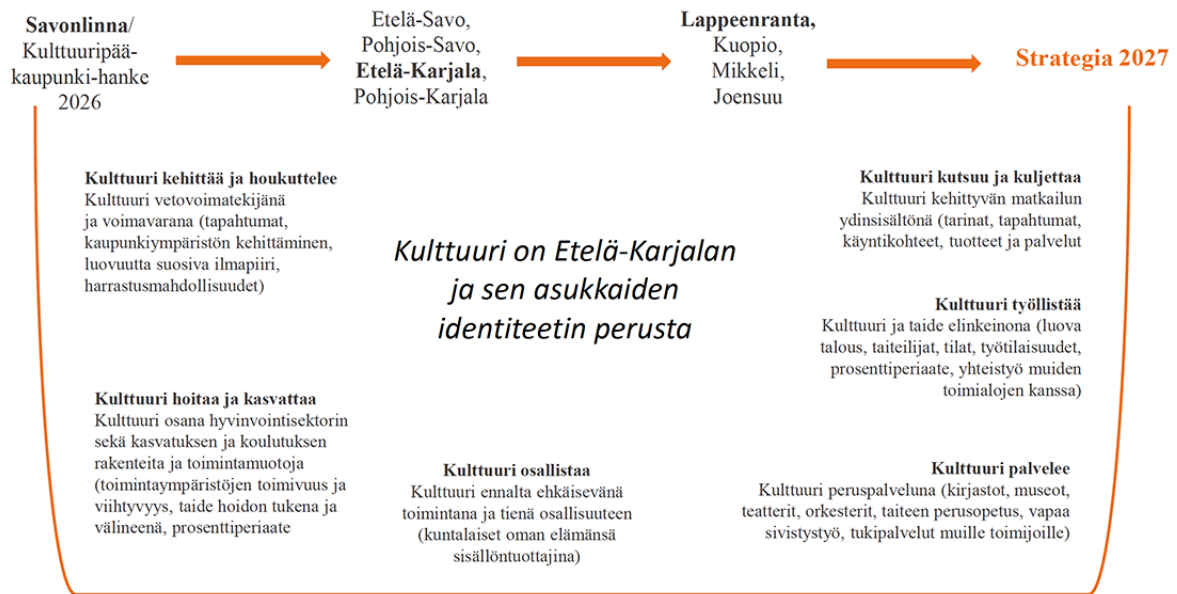 Savonlinna/
Kulttuuripää-
kaupunki-hanke
2026
Etelä-Savo,
Pohjois-Savo,
Etelä-Karjala,
Pohjois-Karjala
Lappeenranta,
Kuopio,
Mikkeli,
Joensuu
Strategia 2027
Kulttuuri kehittää ja houkuttelee
Kulttuuri vetovoimatekijänä
ja voimavarana (tapahtumat,
kaupunkiympäristön kehittäminen,
luovuutta suosiva ilmapiiri,
harrastusmahdollisuudet)
Kulttuuri on Etelä-Karjalan
ja sen asukkaiden
identiteetin perusta
Kulttuuri kutsuu ja kuljettaa
Kulttuuri kehittyvän matkailun
ydinsisältönä (tarinat, tapahtumat,
käyntikohteet, tuotteet ja palvelut
Kulttuuri työllistää
Kulttuuri ja taide elinkeinona (luova
talous, taiteilijat, tilat, työtilaisuudet,
prosenttiperiaate, yhteistyö muiden
toimialojen kanssa)
Kulttuuri hoitaa ja kasvattaa
Kulttuuri osana hyvinvointisektorin
sekä kasvatuksen ja koulutuksen
rakenteita ja toimintamuotoja
(toimintaympäristöjen toimivuus ja
viihtyvyys, taide hoidon tukena ja
välineenä, prosenttiperiaate
Kulttuuri osallistaa
Kulttuuri ennalta ehkäisevänä
toimintana ja tienä osallisuuteen
(kuntalaiset oman elämänsä
sisällöntuottajina)
Kulttuuri palvelee
Kulttuuri peruspalveluna (kirjastot, museot,
teatterit, orkesterit, taiteen perusopetus, vapaa
sivistystyö, tukipalvelut muille toimijoille)